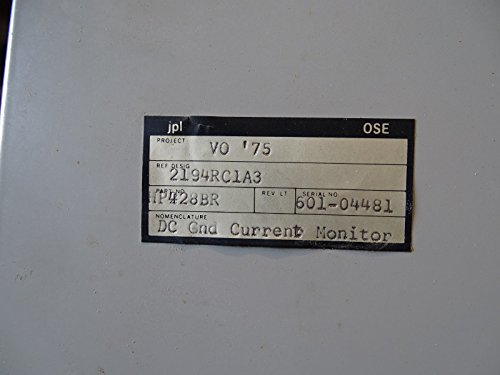 jpl OSE
PROJECT VO '75
REF DESIG 2194RC1A3
PART NO. REV LT SERIAL NO
HP428BR 601-04481
NOMENCLATURE
DC Gnd Current Monitor